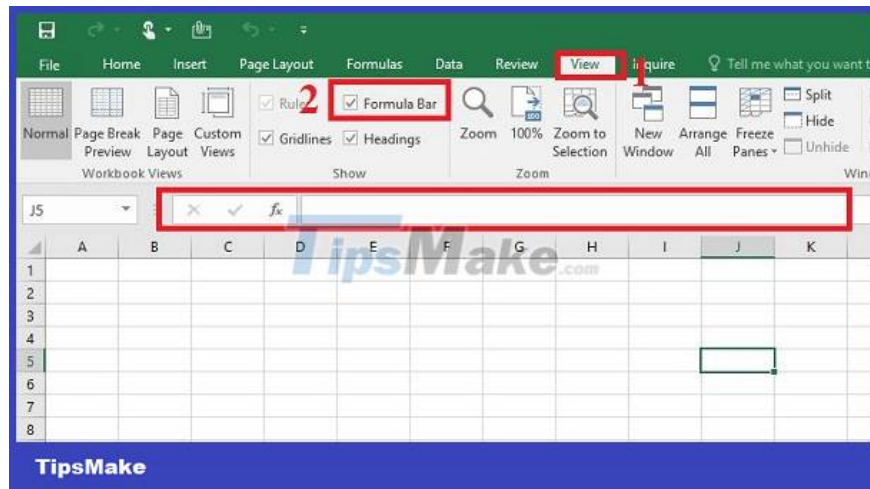 File Home Insert Page Layout Formulas Data Review View 1 Inquire Tell me what you want t
Normal Page Break Preview Page Layout Custom Views
Workbook Views
2 Formula Bar
Gridlines Headings
Show
Zoom 100% Zoom to Selection
Zoom
New Window Arrange All Freeze Panes
Split
Hide
Unhide
Win
J5 fx
TipsMake.com
A B C D E F G H I J K
1
2
3
4
5
6
7
8
TipsMake